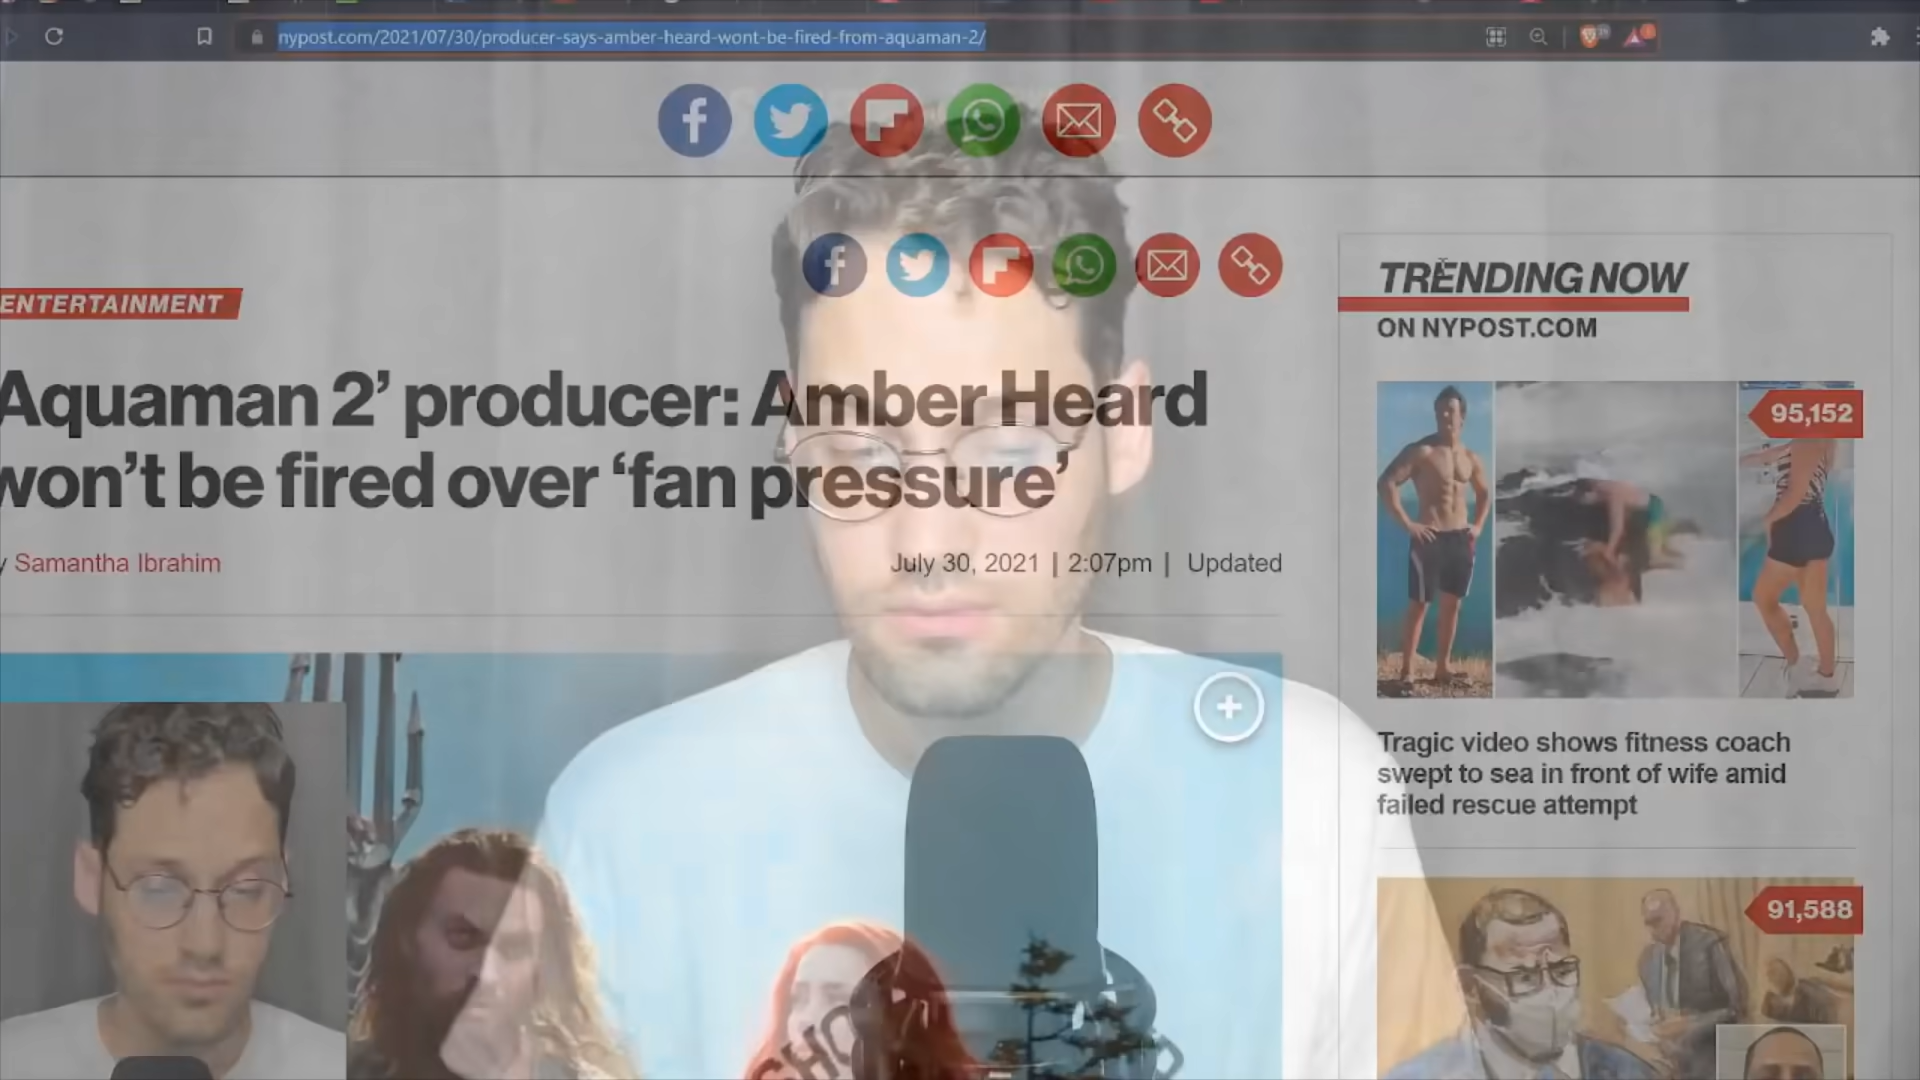 nypost.com/2021/07/30/producer-says-amber-heard-wont-be-fired-from-aquaman-2/
TRENDING NOW
ENTERTAINMENT
ON NYPOST.COM
Aquaman 2’ producer: Amber Heard
won’t be fired over ‘fan pressure’
95,152
y Samantha Ibrahim
July 30, 2021 | 2:07pm | Updated
Tragic video shows fitness coach
swept to sea in front of wife amid
failed rescue attempt
91,588